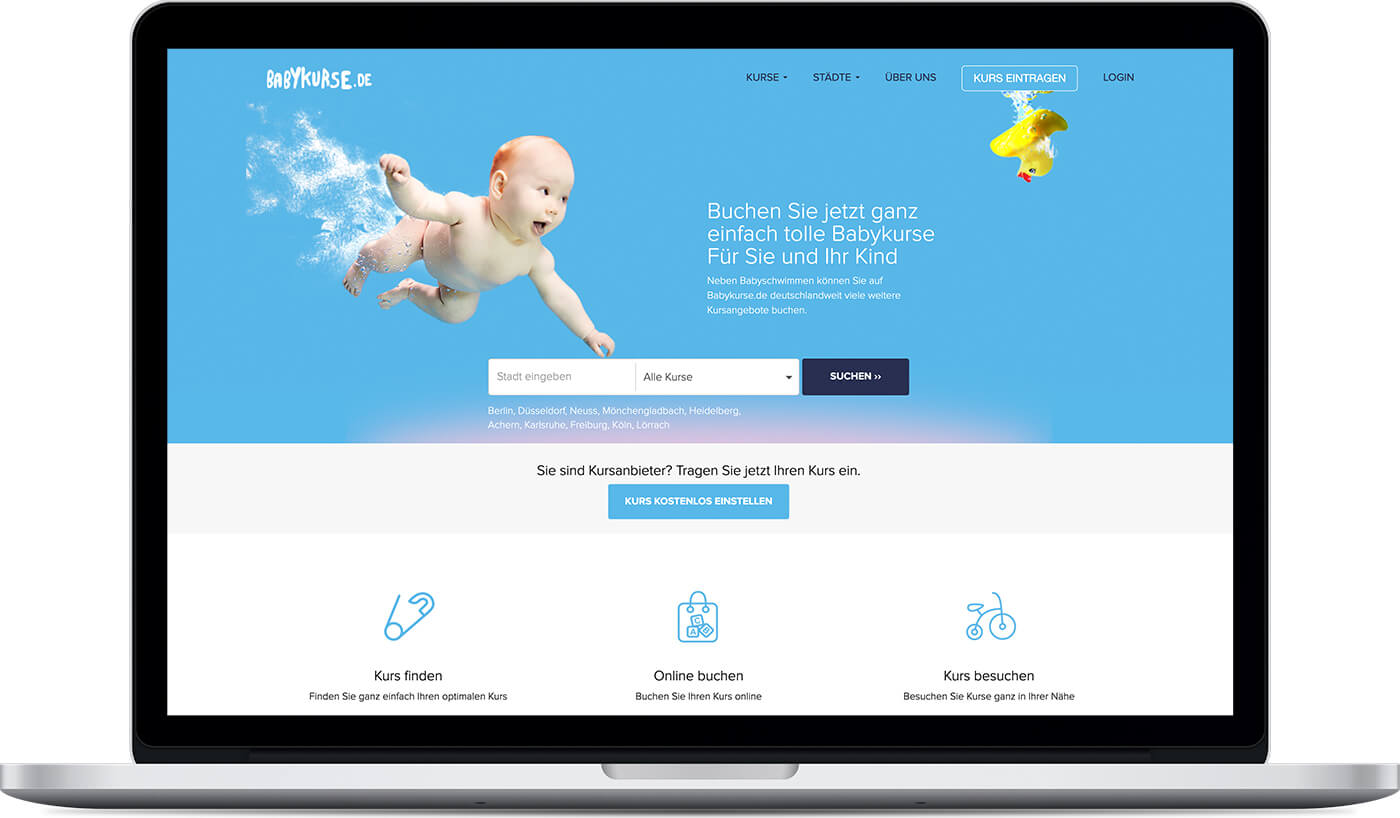 BABYKURSE.DE
KURSE
STÄDTE
ÜBER UNS
KURS EINTRAGEN
LOGIN
Buchen Sie jetzt ganz
einfach tolle Babykurse
Für Sie und Ihr Kind
Neben Babyschwimmen können Sie auf
Babykurse.de deutschlandweit viele weitere
Kursangebote buchen.
Stadt eingeben
Alle Kurse
SUCHEN ››
Berlin, Düsseldorf, Neuss, Mönchengladbach, Heidelberg,
Achern, Karlsruhe, Freiburg, Köln, Lörrach
Sie sind Kursanbieter? Tragen Sie jetzt Ihren Kurs ein.
KURS KOSTENLOS EINSTELLEN
C
A
B
Kurs finden
Online buchen
Kurs besuchen
Finden Sie ganz einfach Ihren optimalen Kurs
Buchen Sie Ihren Kurs online
Besuchen Sie Kurse ganz in Ihrer Nähe